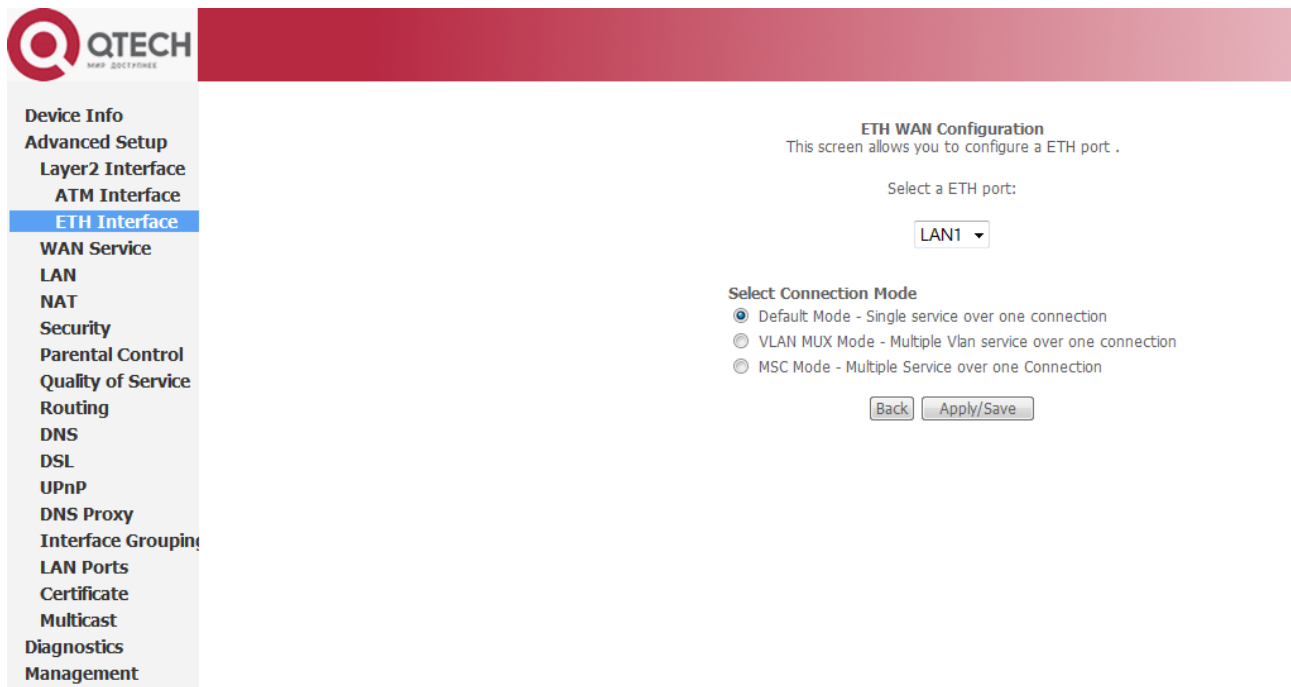 QTECH
МИР ДОСТУПНЕЕ
Device Info
Advanced Setup
Layer2 Interface
ATM Interface
ETH Interface
WAN Service
LAN
NAT
Security
Parental Control
Quality of Service
Routing
DNS
DSL
UPnP
DNS Proxy
Interface Grouping
LAN Ports
Certificate
Multicast
Diagnostics
Management
ETH WAN Configuration
This screen allows you to configure a ETH port .
Select a ETH port:
LAN1
Select Connection Mode
Default Mode - Single service over one connection
VLAN MUX Mode - Multiple Vlan service over one connection
MSC Mode - Multiple Service over one Connection
Back Apply/Save